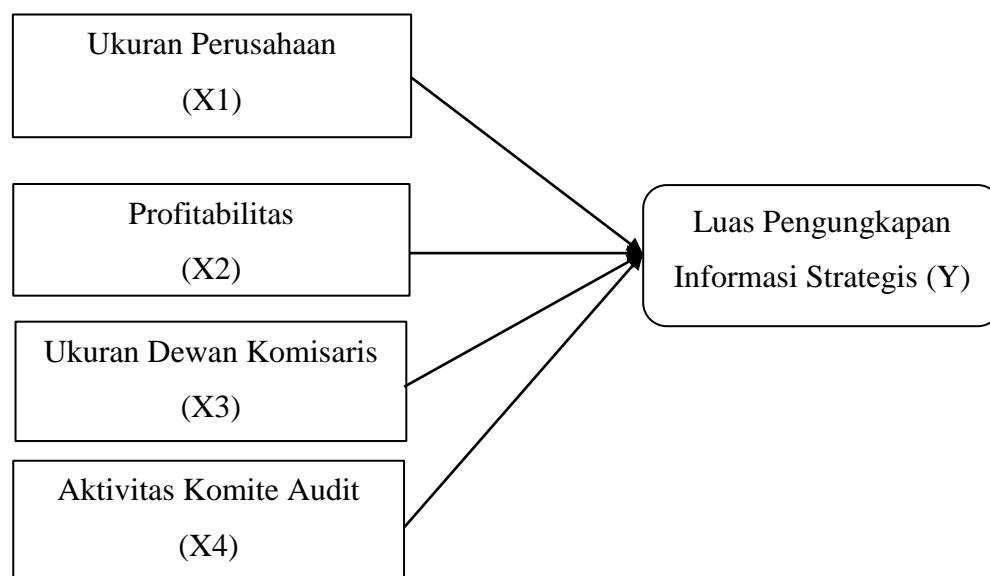 Ukuran Perusahaan
(X1)
Profitabilitas
(X2)
Ukuran Dewan Komisaris
(X3)
Aktivitas Komite Audit
(X4)
Luas Pengungkapan
Informasi Strategis (Y)